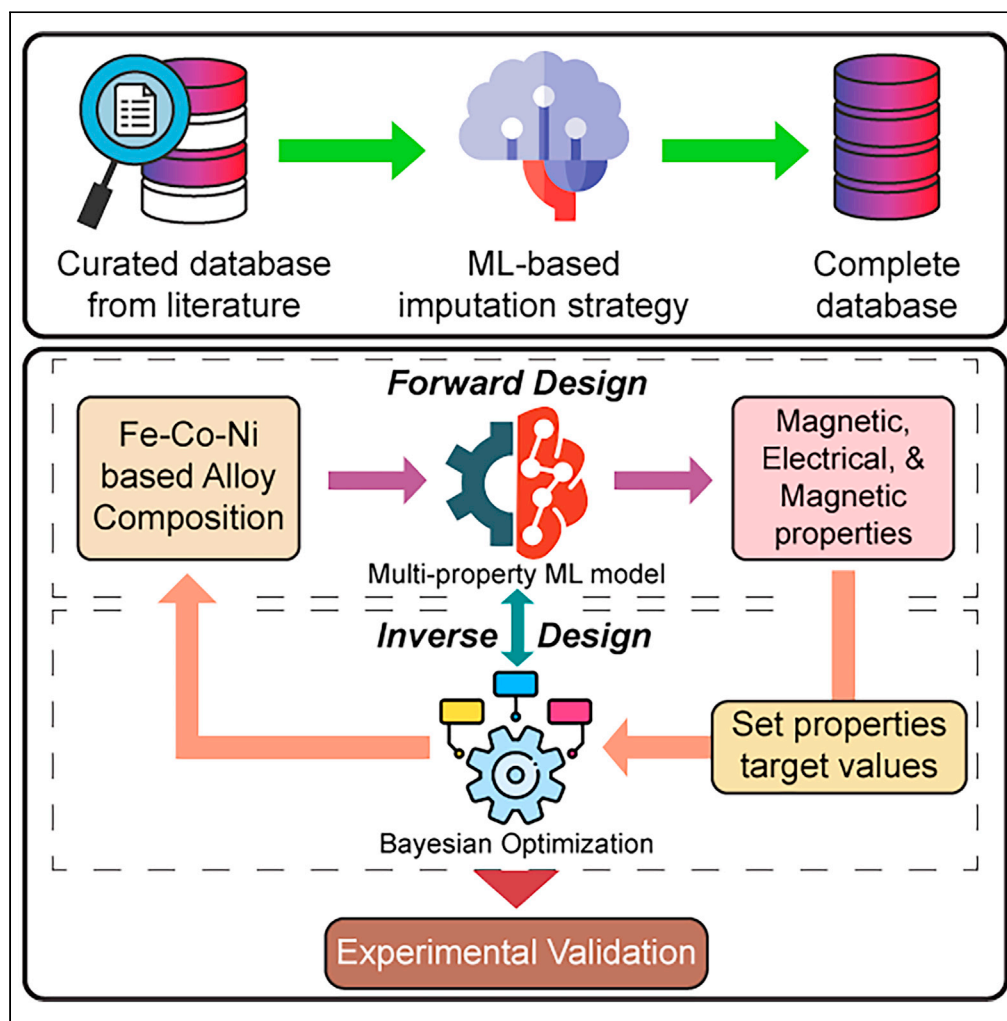 Curated database
from literature
ML-based
imputation strategy
Complete
database
Forward Design
Fe-Co-Ni
based Alloy
Composition
Multi-property ML model
Magnetic,
Electrical, &
Magnetic
properties
Inverse Design
Set properties
target values
Bayesian Optimization
Experimental Validation